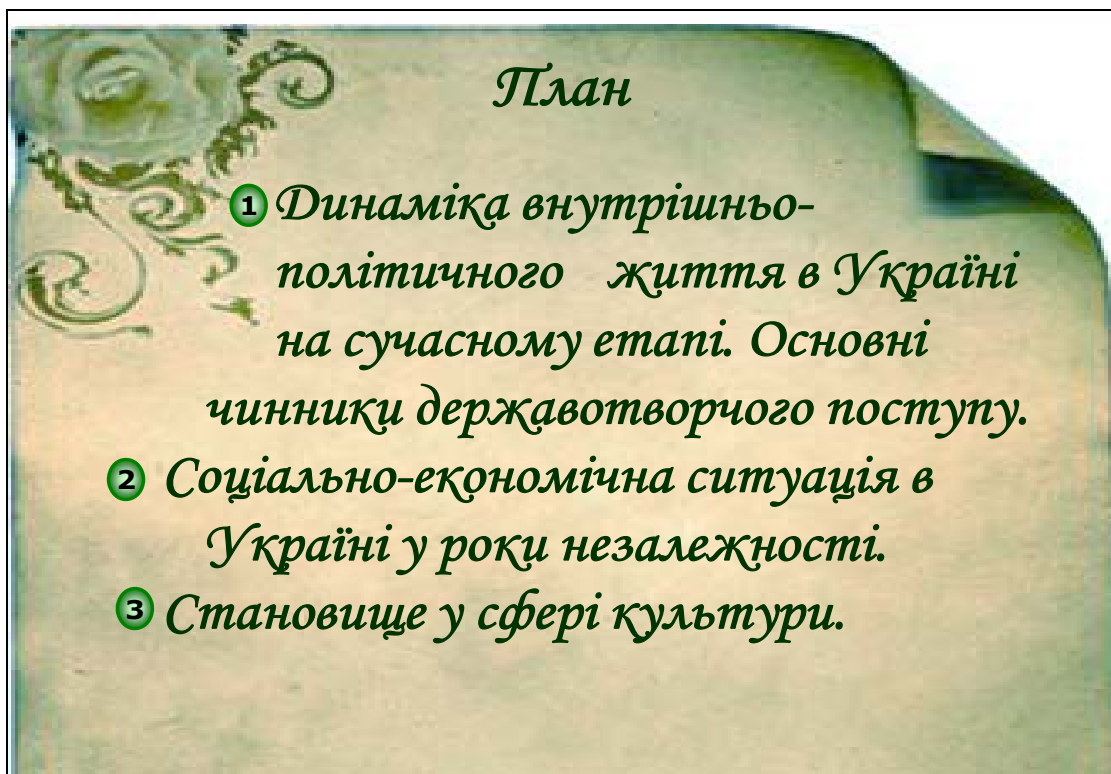 План
1 Динаміка внутрішньо-
політичного життя в Україні
на сучасному етапі. Основні
чинники державотворчого поступу.
2 Соціально-економічна ситуація в
Україні у роки незалежності.
3 Становище у сфері культури.